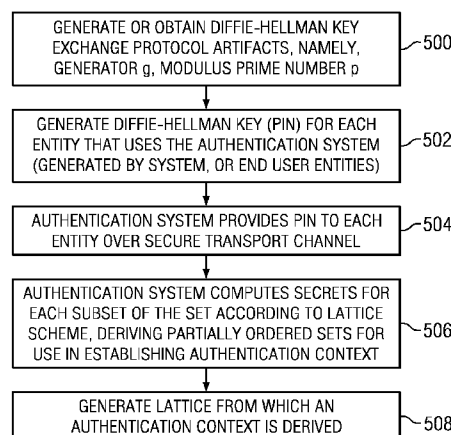 GENERATE OR OBTAIN DIFFIE-HELLMAN KEY
EXCHANGE PROTOCOL ARTIFACTS, NAMELY,
GENERATOR g, MODULUS PRIME NUMBER p
500
GENERATE DIFFIE-HELLMAN KEY (PIN) FOR EACH
ENTITY THAT USES THE AUTHENTICATION SYSTEM
(GENERATED BY SYSTEM, OR END USER ENTITIES)
502
AUTHENTICATION SYSTEM PROVIDES PIN TO EACH
ENTITY OVER SECURE TRANSPORT CHANNEL
504
AUTHENTICATION SYSTEM COMPUTES SECRETS FOR
EACH SUBSET OF THE SET ACCORDING TO LATTICE
SCHEME, DERIVING PARTIALLY ORDERED SETS FOR
USE IN ESTABLISHING AUTHENTICATION CONTEXT
506
GENERATE LATTICE FROM WHICH AN
AUTHENTICATION CONTEXT IS DERIVED
508